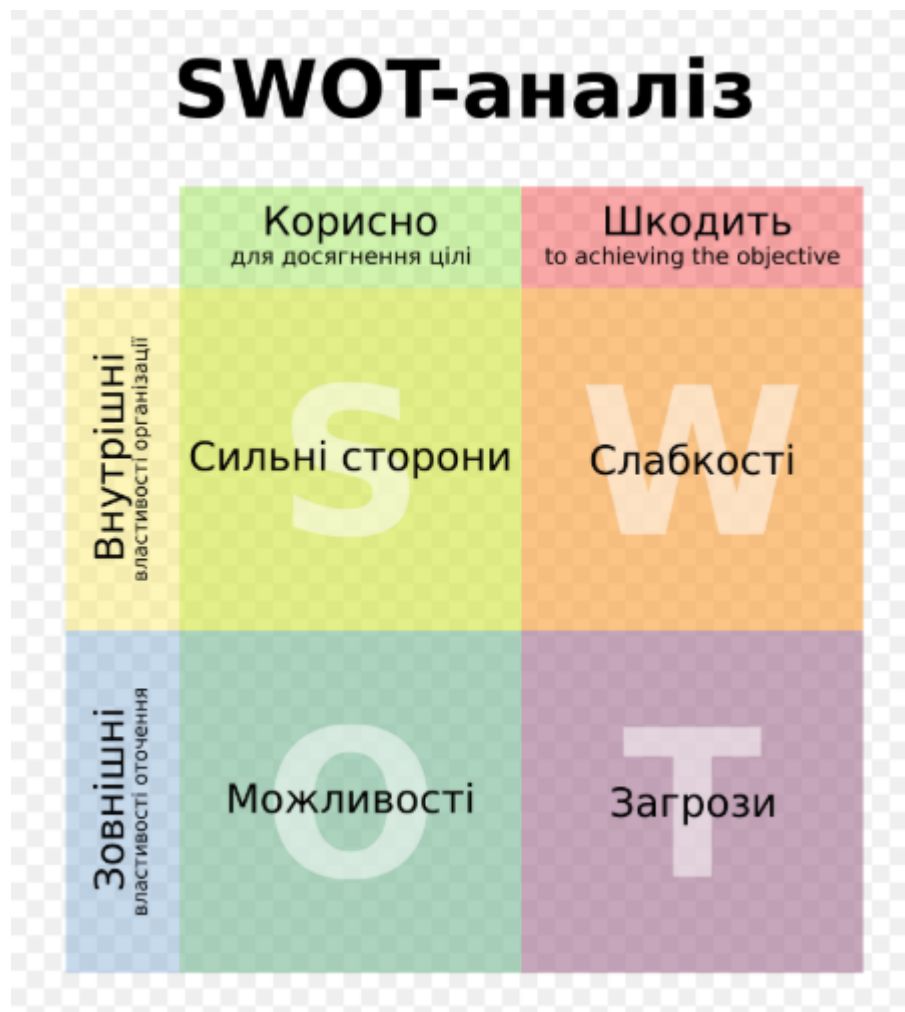 SWOT-аналіз
Корисно
для досягнення цілі
Шкодить
to achieving the objective
Внутрішні
властивості організації
S
Сильні сторони
W
Слабкості
Зовнішні
властивості оточення
O
Можливості
T
Загрози